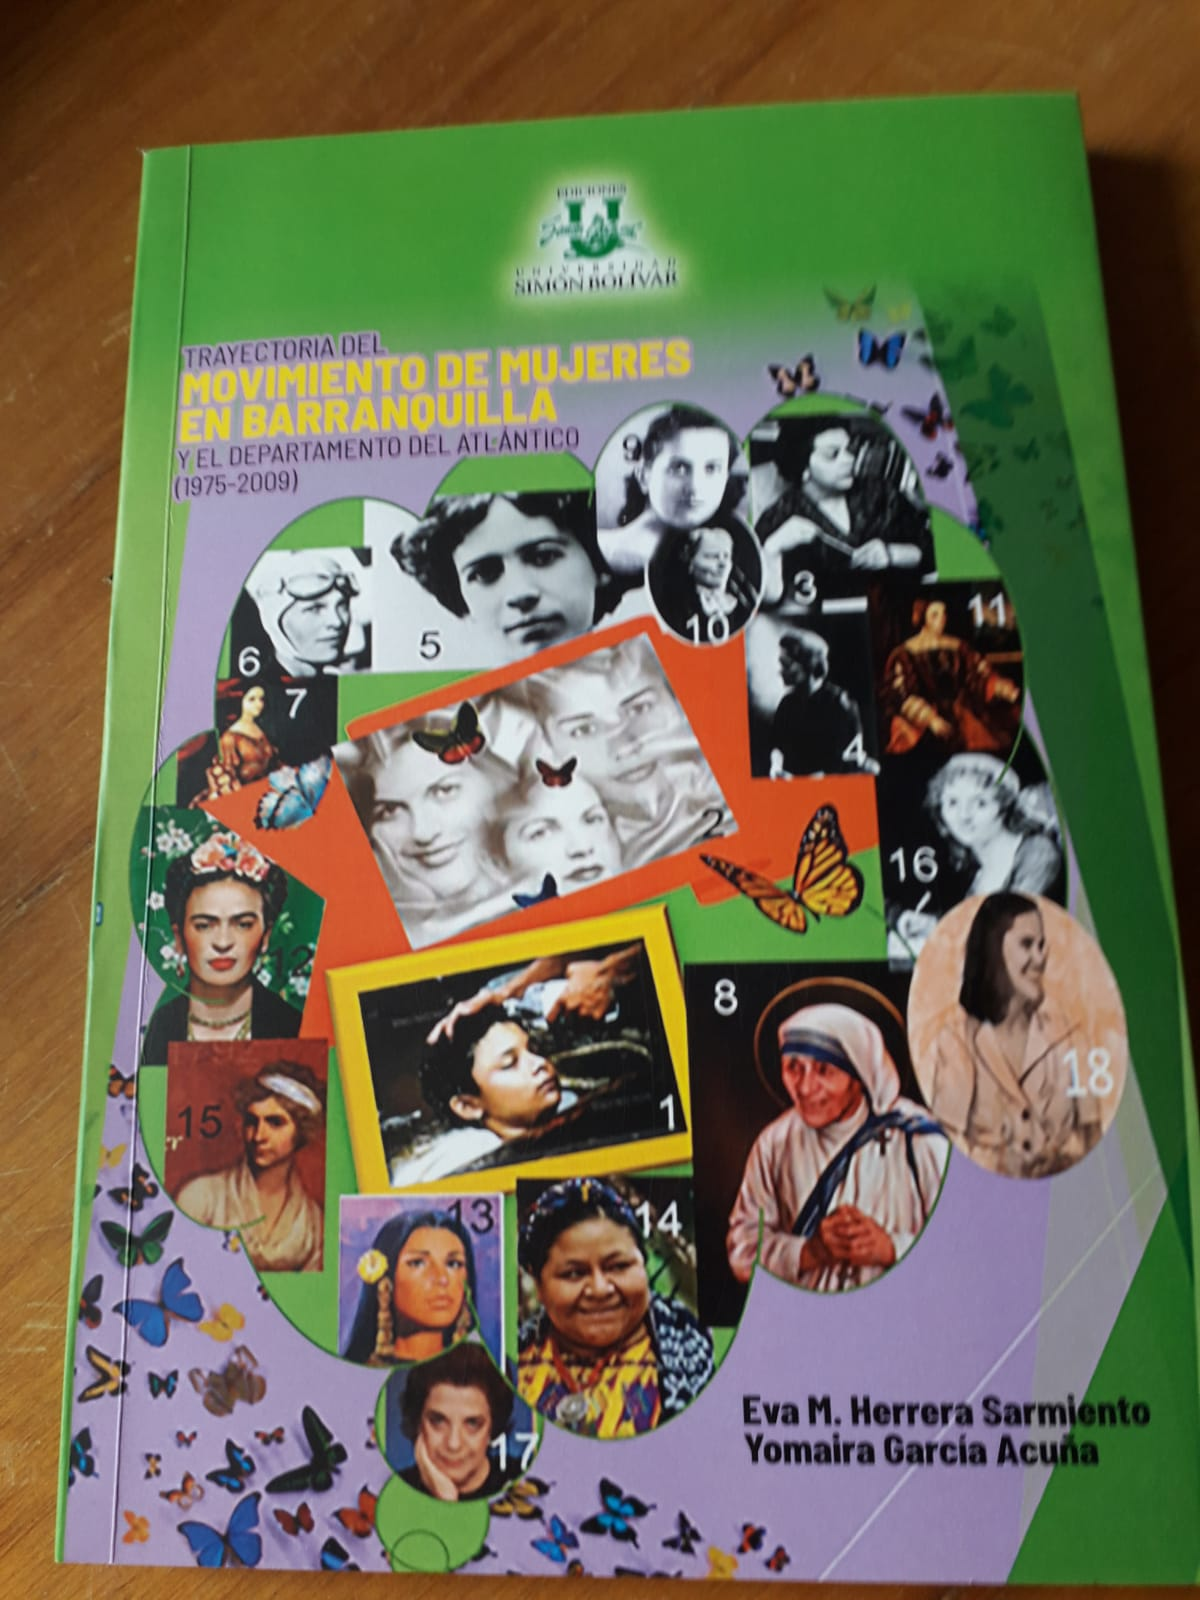 EDICIONES
UNIVERSIDAD
SIMÓN BOLÍVAR
TRAYECTORIA DEL
MOVIMIENTO DE MUJERES
EN BARRANQUILLA
Y EL DEPARTAMENTO DEL ATLÁNTICO
(1975-2009)
9
3
5
10
11
6
7
4
2
16
12
8
18
1
15
13
14
17
Eva M. Herrera Sarmiento
Yomaira García Acuña